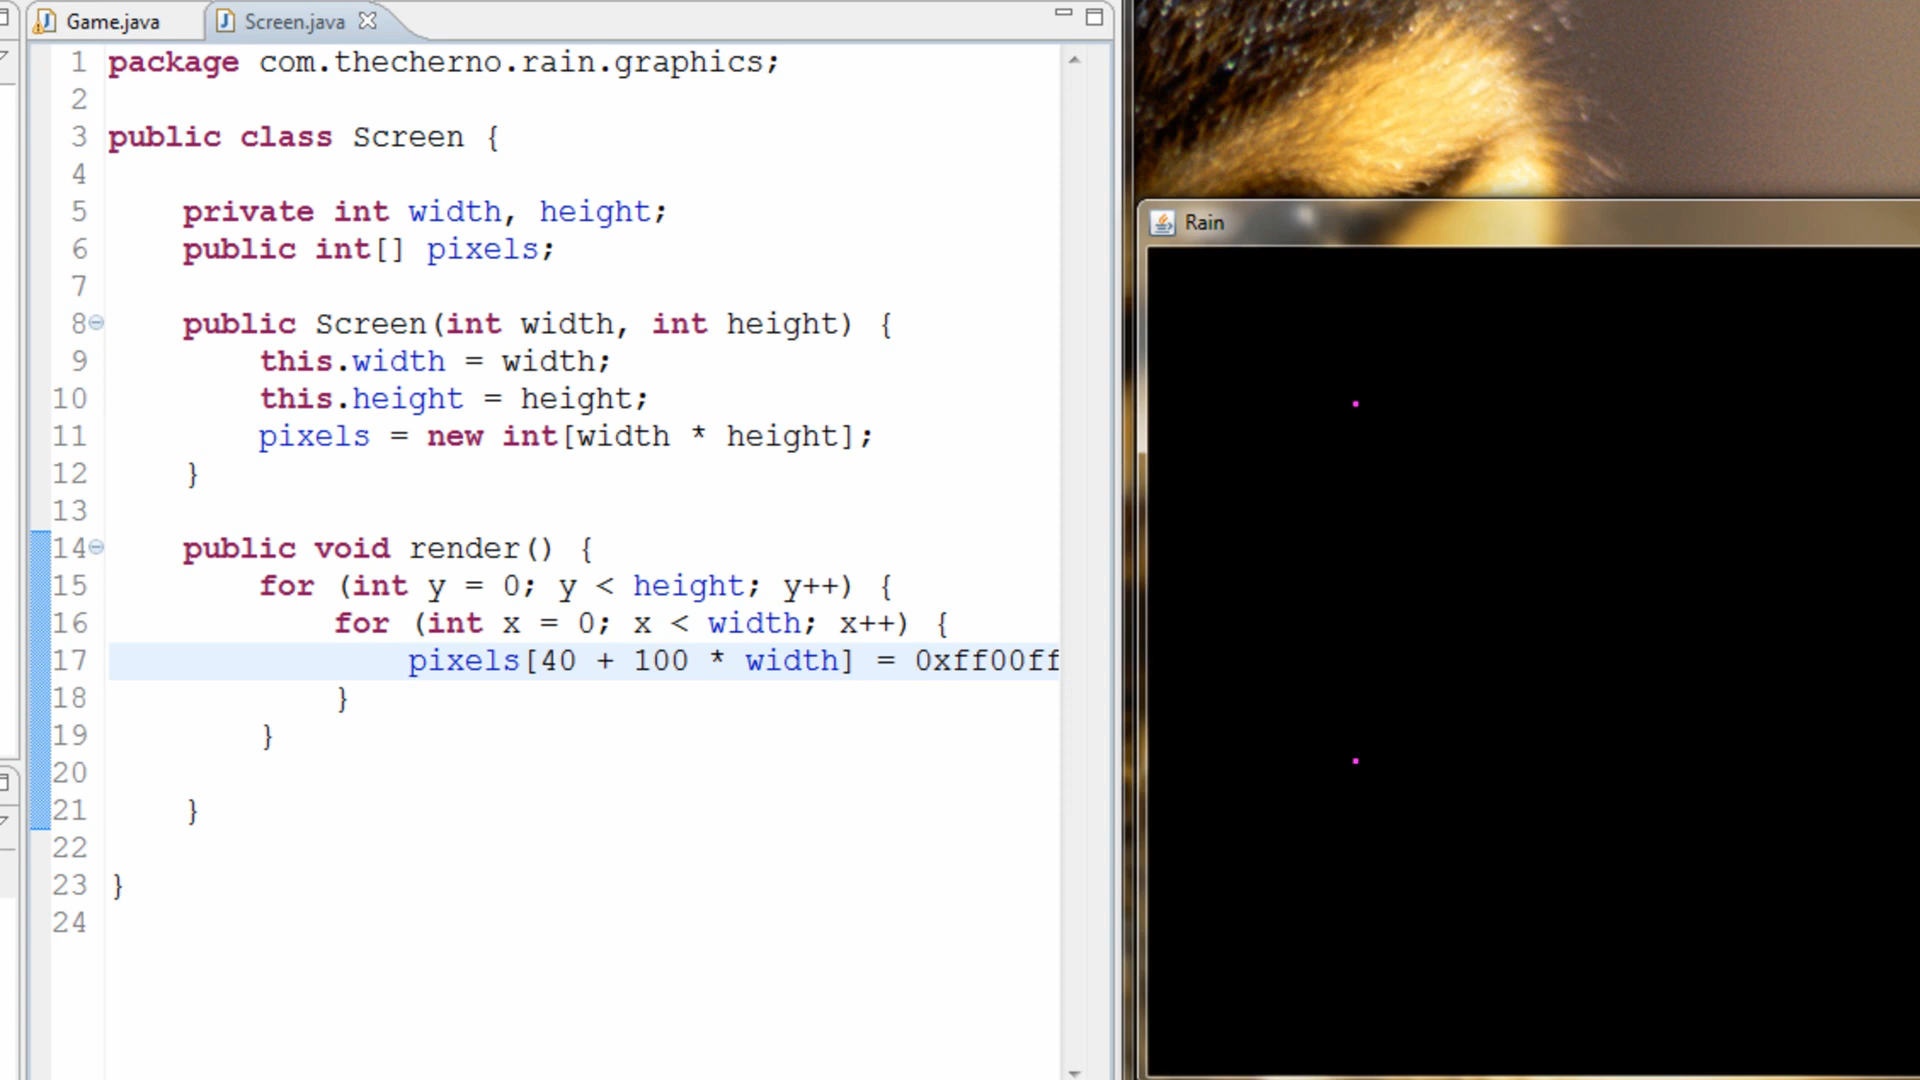 Game.java
Screen.java
1 package com.thecherno.rain.graphics;
2
3 public class Screen {
4
5 private int width, height;
6 public int[] pixels;
7
8 public Screen(int width, int height) {
9 this.width = width;
10 this.height = height;
11 pixels = new int[width * height];
12 }
13
14 public void render() {
15 for (int y = 0; y < height; y++) {
16 for (int x = 0; x < width; x++) {
17 pixels[40 + 100 * width] = 0xff00ff
18 }
19 }
20
21 }
22
23 }
24
Rain